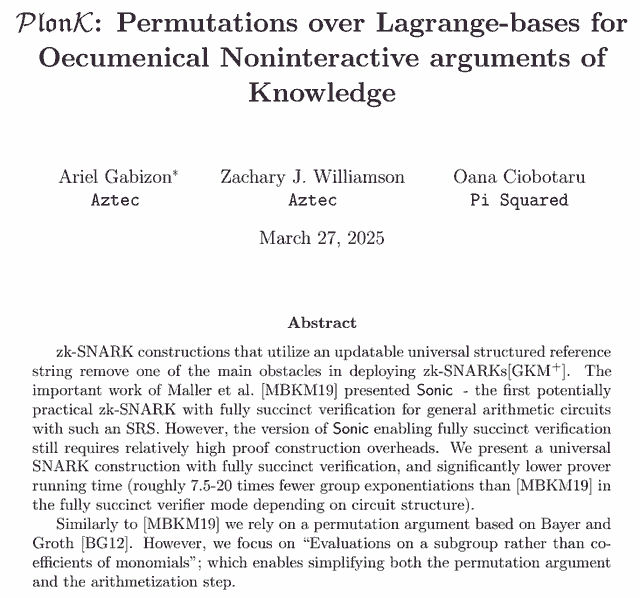 PlonK: Permutations over Lagrange-bases for
Oecumenical Noninteractive arguments of
Knowledge
Ariel Gabizon* Zachary J. Williamson Oana Ciobotaru
Aztec Aztec Pi Squared
March 27, 2025
Abstract
zk-SNARK constructions that utilize an updatable universal structured reference
string remove one of the main obstacles in deploying zk-SNARKs[GKM⁺]. The
important work of Maller et al. [MBKM19] presented Sonic - the first potentially
practical zk-SNARK with fully succinct verification for general arithmetic circuits
with such an SRS. However, the version of Sonic enabling fully succinct verification
still requires relatively high proof construction overheads. We present a universal
SNARK construction with fully succinct verification, and significantly lower prover
running time (roughly 7.5-20 times fewer group exponentiations than [MBKM19] in
the fully succinct verifier mode depending on circuit structure).
Similarly to [MBKM19] we rely on a permutation argument based on Bayer and
Groth [BG12]. However, we focus on “Evaluations on a subgroup rather than co-
efficients of monomials”; which enables simplifying both the permutation argument
and the arithmetization step.